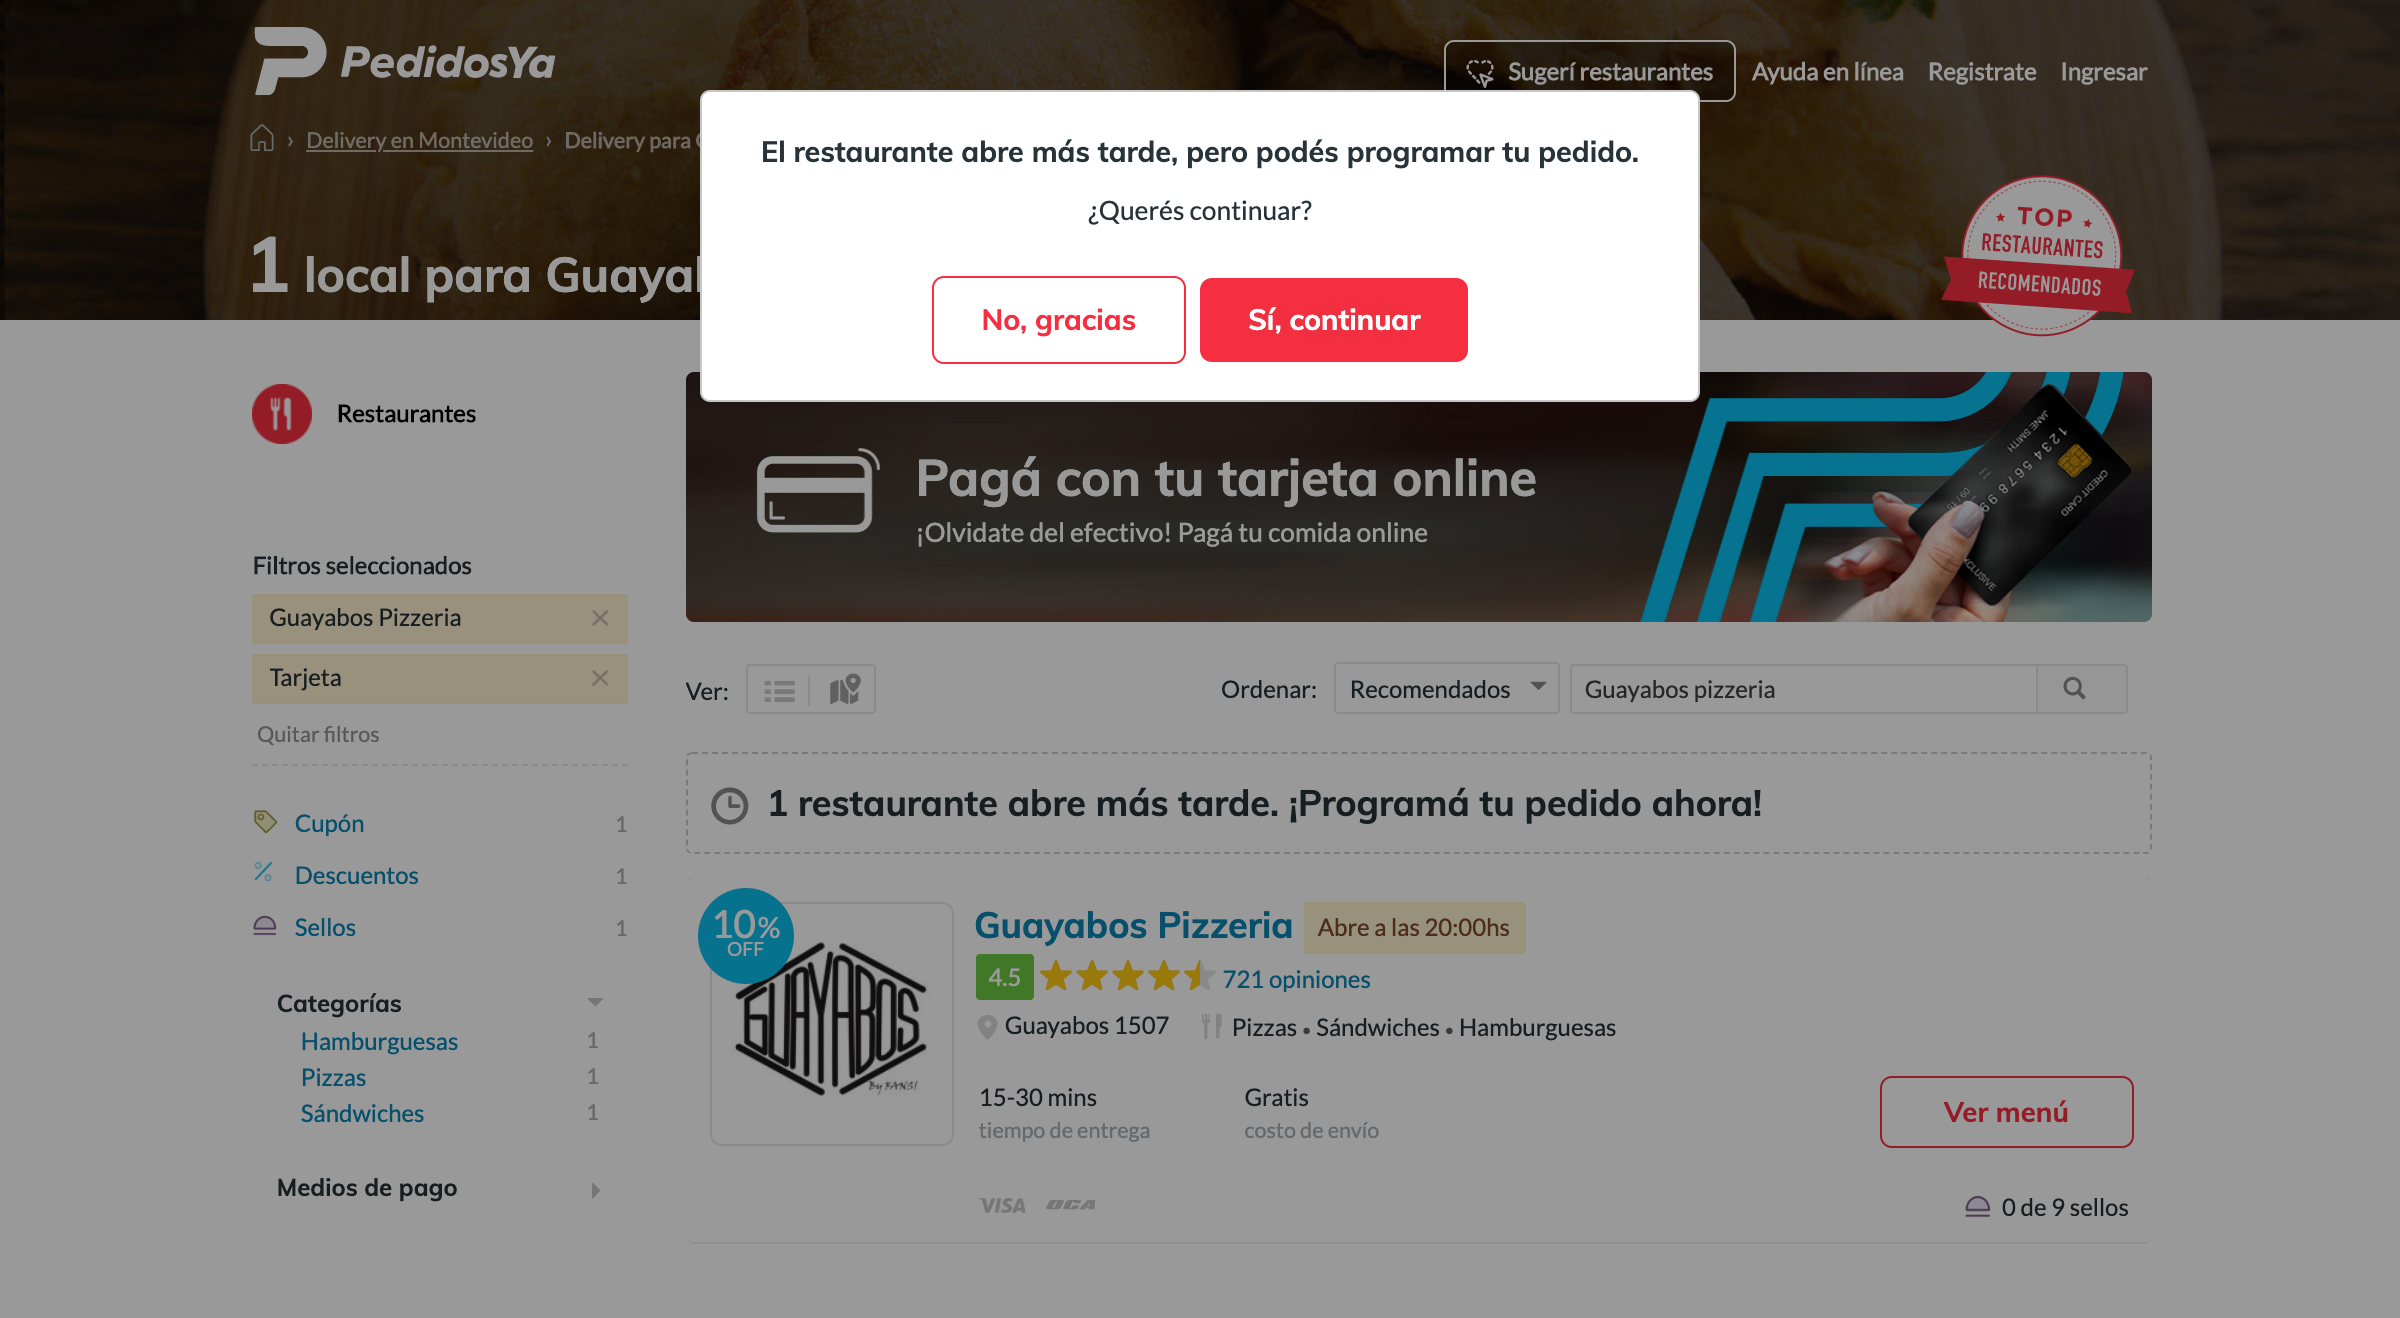 PedidosYa
Sugerí restaurantes
Ayuda en línea
Registrate
Ingresar
Delivery en Montevideo
Delivery para
1 local para
El restaurante abre más tarde, pero podés programar tu pedido.
¿Querés continuar?
No, gracias
Sí, continuar
TOP
RESTAURANTES
RECOMENDADOS
Restaurantes
Pagá con tu tarjeta online
¡Olvidate del efectivo! Pagá tu comida online
JANE SMITH
CREDIT CARD
Filtros seleccionados
Guayabos Pizzeria
Tarjeta
Quitar filtros
Cupón 1
Descuentos 1
Sellos 1
Categorías
Hamburguesas 1
Pizzas 1
Sándwiches 1
Medios de pago
Ver:
Ordenar:
Recomendados
Guayabos pizzeria
1 restaurante abre más tarde. ¡Programá tu pedido ahora!
10%
OFF
GUAYABOS
Guayabos Pizzeria
Abre a las 20:00hs
4.5
721 opiniones
Guayabos 1507
Pizzas • Sándwiches • Hamburguesas
15-30 mins
tiempo de entrega
Gratis
costo de envío
Ver menú
VISA
OCA
0 de 9 sellos